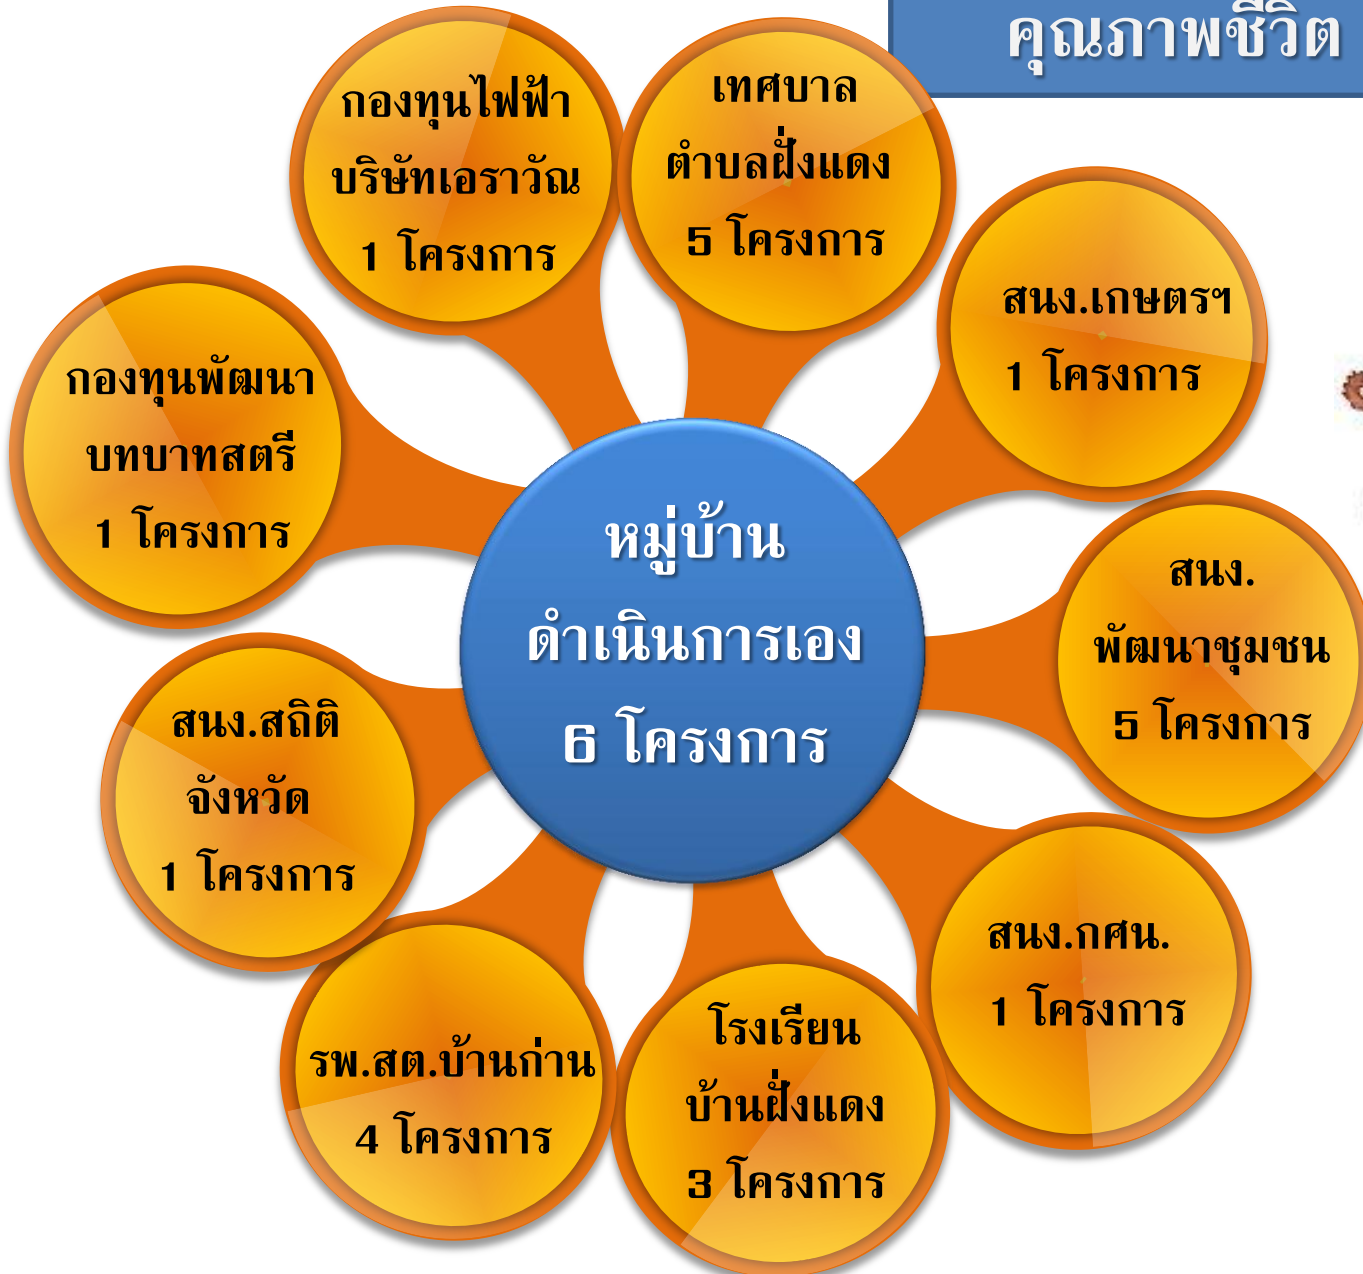 คุณภาพชีวิต
กองทุนไฟฟ้า
บริษัทเอราวัณ
1 โครงการ
เทศบาล
ตำบลฝั่งแดง
5 โครงการ
สนง.เกษตรฯ
1 โครงการ
กองทุนพัฒนา
บทบาทสตรี
1 โครงการ
หมู่บ้าน
ดำเนินการเอง
6 โครงการ
สนง.
พัฒนาชุมชน
5 โครงการ
สนง.สถิติ
จังหวัด
1 โครงการ
สนง.กศน.
1 โครงการ
รพ.สต.บ้านก่าน
4 โครงการ
โรงเรียน
บ้านฝั่งแดง
3 โครงการ